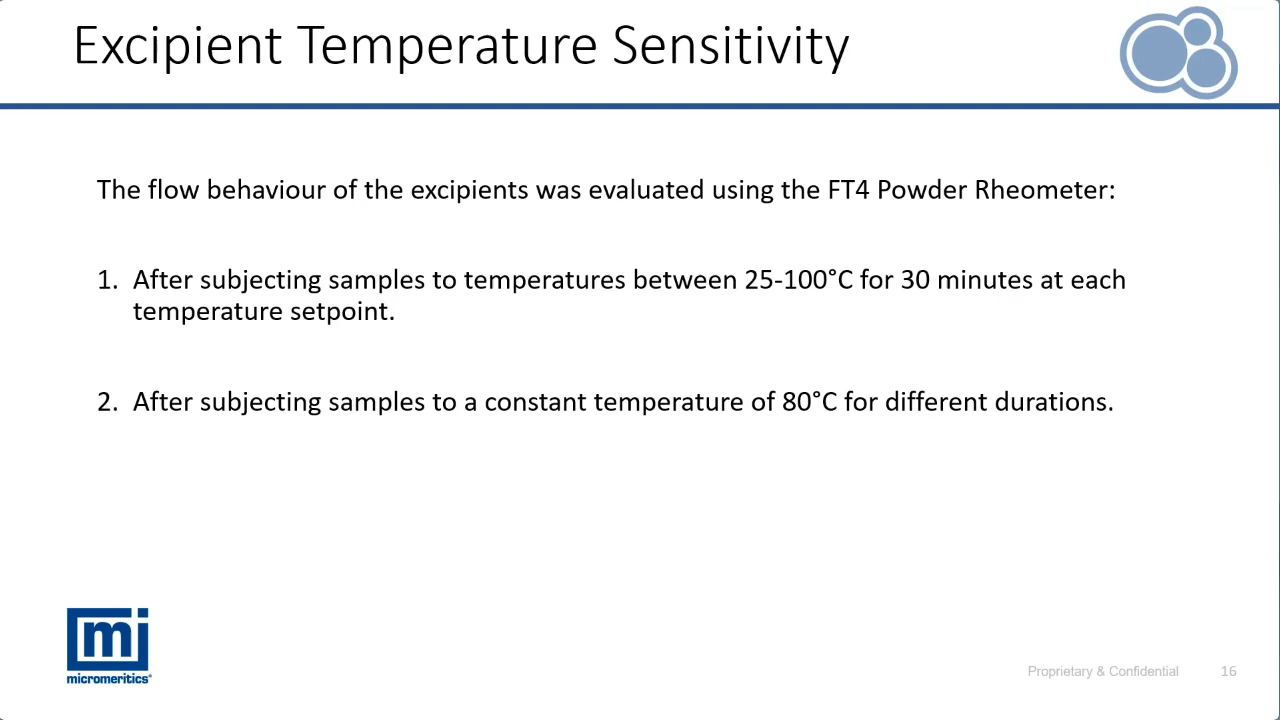 Excipient Temperature Sensitivity
The flow behaviour of the excipients was evaluated using the FT4 Powder Rheometer:
1. After subjecting samples to temperatures between 25-100°C for 30 minutes at each
temperature setpoint.
2. After subjecting samples to a constant temperature of 80°C for different durations.
mi
micromeritics®
Proprietary & Confidential 16